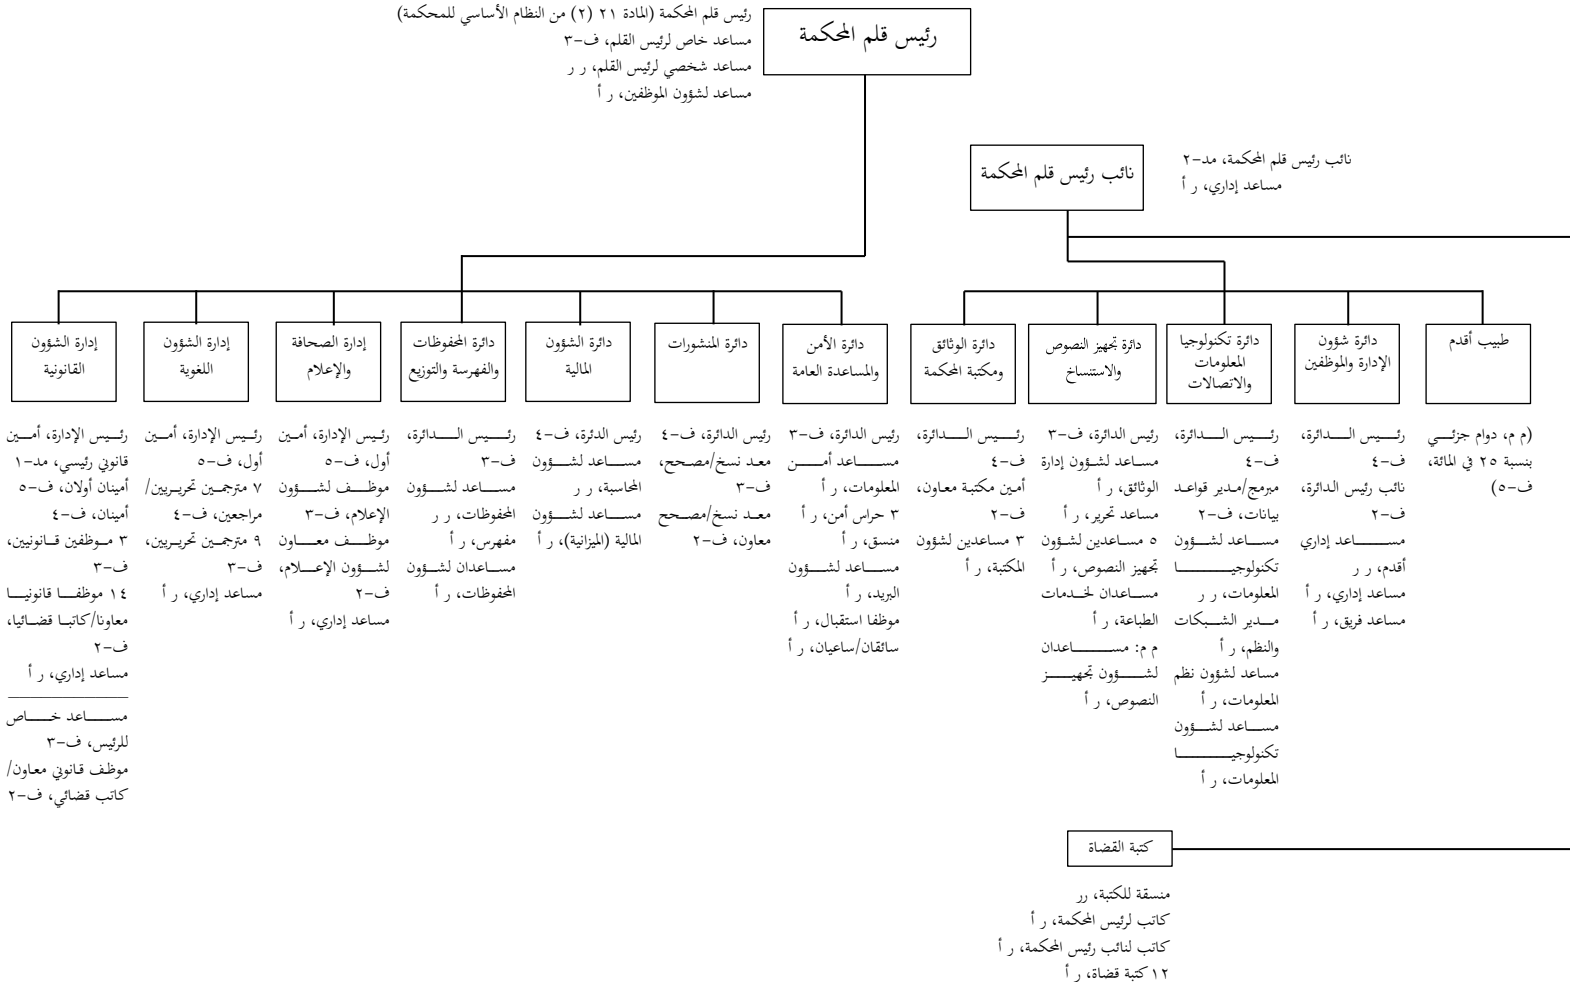 رئيس قلم المحكمة
رئيس قلم المحكمة (المادة ٢١ (٢) من النظام الأساسي للمحكمة)
مساعد خاص لرئيس القلم، ف-٣
مساعد شخصي لرئيس القلم، ر ر
مساعد لشؤون الموظفين، ر أ
نائب رئيس قلم المحكمة
نائب رئيس قلم المحكمة، مد-٢
مساعد إداري، ر أ
طبيب أقدم
(م م، دوام جزئي
بنسبة ٢٥ في المائة،
ف-٥)
دائرة شؤون
الإدارة والموظفين
رئيس الدائرة،
ف-٤
نائب رئيس الدائرة،
ف-٢
مساعد إداري
أقدم، ر ر
مساعد إداري، ر أ
مساعد فريق، ر أ
دائرة تكنولوجيا
المعلومات
والاتصالات
رئيس الدائرة،
ف-٤
مبرمج/مدير قواعد
بيانات، ف-٢
مساعد لشؤون
تكنولوجيا
المعلومات، ر ر
مدير الشبكات
والنظم، ر أ
مساعد لشؤون نظم
المعلومات، ر أ
مساعد لشؤون
تكنولوجيا
المعلومات، ر أ
دائرة تجهيز النصوص
والاستنساخ
رئيس الدائرة، ف-٣
مساعد لشؤون إدارة
الوثائق، ر أ
مساعد تحرير، ر أ
٥ مساعدين لشؤون
تجهيز النصوص، ر أ
مساعدان لخدمات
الطباعة، ر أ
م م: مساعدان
لشؤون تجهيز
النصوص، ر أ
دائرة الوثائق
ومكتبة المحكمة
رئيس الدائرة،
ف-٤
أمين مكتبة معاون،
ف-٢
٣ مساعدين لشؤون
المكتبة، ر أ
دائرة الأمن
والمساعدة العامة
رئيس الدائرة، ف-٣
مساعد أمن
المعلومات، ر أ
٣ حراس أمن، ر أ
منسق، ر أ
مساعد لشؤون
البريد، ر أ
موظفا استقبال، ر أ
سائقان/ساعيان، ر أ
دائرة المنشورات
رئيس الدائرة، ف-٤
معد نسخ/مصحح،
ف-٣
معد نسخ/مصحح
معاون، ف-٢
دائرة الشؤون
المالية
رئيس الدئرة، ف-٤
مساعد لشؤون
المحاسبة، ر ر
مساعد لشؤون
المالية (الميزانية)، ر أ
دائرة المحفوظات
والفهرسة والتوزيع
رئيس الدائرة،
ف-٣
مساعد لشؤون
المحفوظات، ر ر
مفهرس، ر أ
مساعدان لشؤون
المحفوظات، ر أ
إدارة الصحافة
والإعلام
رئيس الإدارة، أمين
أول، ف-٥
موظف لشؤون
الإعلام، ف-٣
موظف معاون
لشؤون الإعلام،
ف-٢
مساعد إداري، ر أ
إدارة الشؤون
اللغوية
رئيس الإدارة، أمين
أول، ف-٥
٧ مترجمين تحريريين/
مراجعين، ف-٤
٩ مترجمين تحريريين،
ف-٣
مساعد إداري، ر أ
إدارة الشؤون
القانونية
رئيس الإدارة، أمين
قانوني رئيسي، مد-١
أمينان أولان، ف-٥
أمينان، ف-٤
٣ موظفين قانونيين،
ف-٣
١٤ موظفا قانونيا
معاونا/كاتبا قضائيا،
ف-٢
مساعد إداري، ر أ
مساعد خاص
للرئيس، ف-٣
موظف قانوني معاون/
كاتب قضائي، ف-٢
كتبة القضاة
منسقة للكتبة، رر
كاتب لرئيس المحكمة، ر أ
كاتب لنائب رئيس المحكمة، ر أ
١٢ كتبة قضاة، ر أ